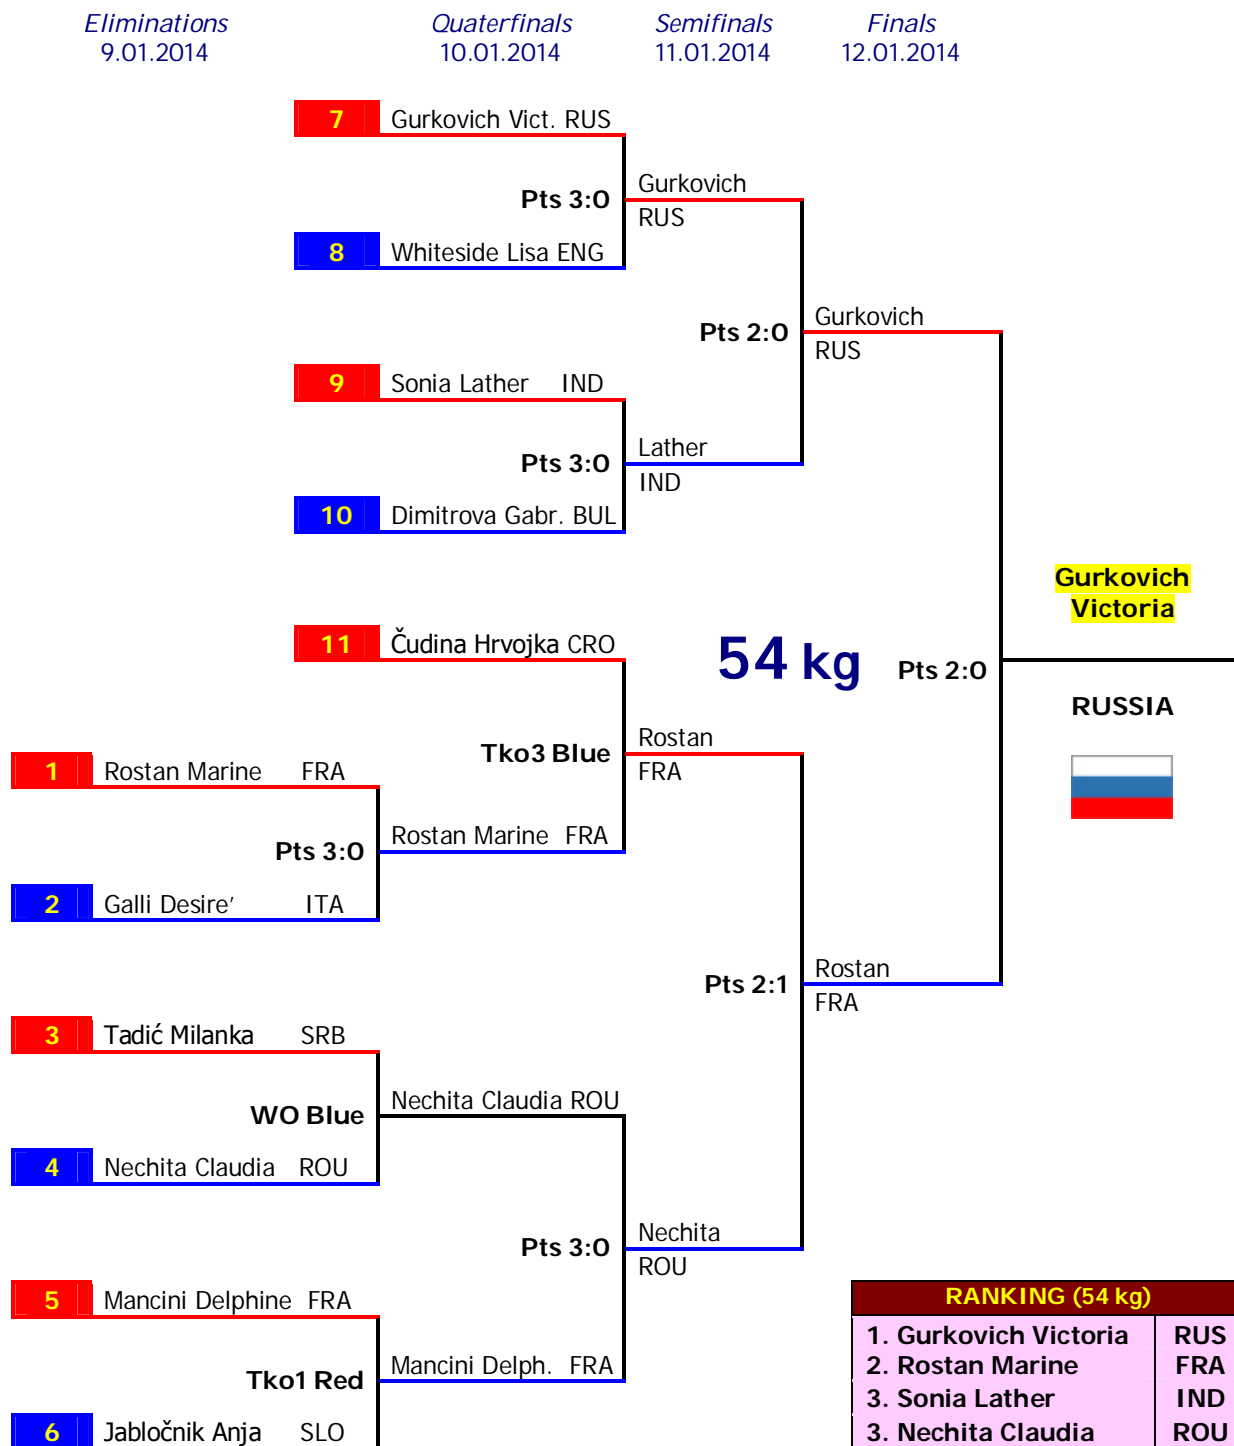 Eliminations Quaterfinals Semifinals Finals
9.01.2014 10.01.2014 11.01.2014 12.01.2014
7 Gurkovich Vict. RUS
Gurkovich
Pts 3:0
RUS
8 Whiteside Lisa ENG
Gurkovich
Pts 2:0
RUS
9 Sonia Lather IND
Lather
Pts 3:0
IND
10 Dimitrova Gabr. BUL
Gurkovich
Victoria
11 Čudina Hrvojka CRO
54 kg
Pts 2:0
RUSSIA
Rostan
Tko3 Blue
FRA
1 Rostan Marine FRA
Rostan Marine FRA
Pts 3:0
2 Galli Desire’ ITA
Rostan
Pts 2:1
FRA
3 Tadić Milanka SRB
Nechita Claudia ROU
WO Blue
4 Nechita Claudia ROU
Nechita
Pts 3:0
ROU
5 Mancini Delphine FRA
Mancini Delph. FRA
Tko1 Red
6 Jabločnik Anja SLO
RANKING (54 kg)
1. Gurkovich Victoria RUS
2. Rostan Marine FRA
3. Sonia Lather IND
3. Nechita Claudia ROU